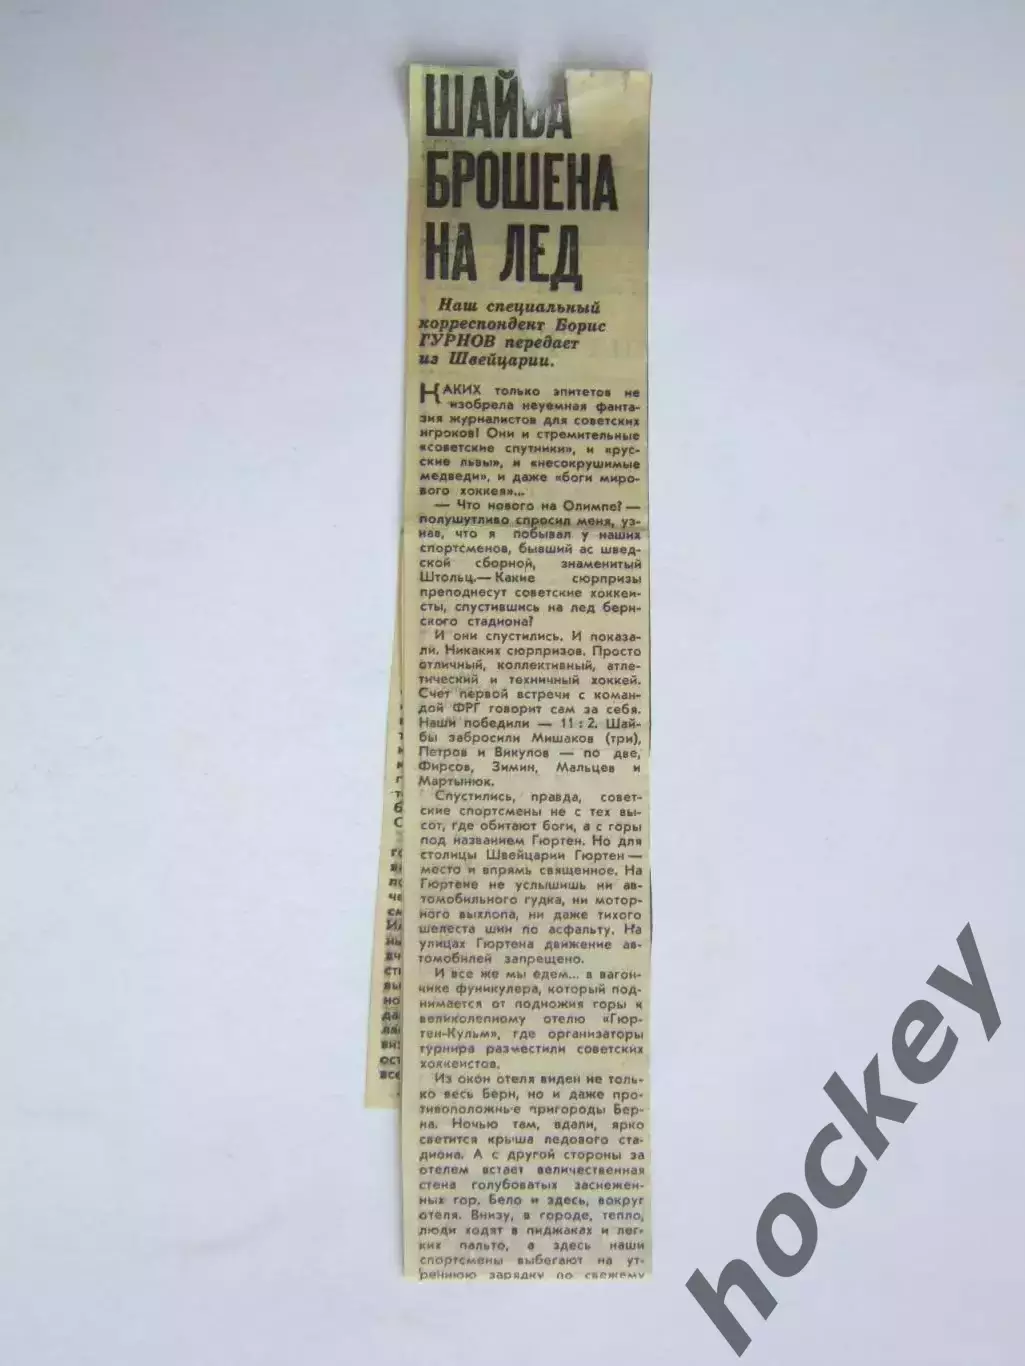 ШАЙБА
БРОШЕНА
НА ЛЕД
Наш специальный
корреспондент Борис
ГУРНОВ передает
из Швейцарии.
КАКИХ только эпитетов не
изобрела неуемная фанта-
зия журналистов для советских
игроков! Они и стремительные
«советские спутники», и «рус-
ские львы», и «несокрушимые
медведи», и даже «боги миро-
вого хоккея»...
— Что нового на Олимпе? —
полушутливо спросил меня, уз-
нав, что я побывал у наших
спортсменов, бывший ас швед-
ской сборной, знаменитый
Штольц.— Какие сюрпризы
преподнесут советские хоккеи-
сты, спустившись на лед берн-
ского стадиона?
И они спустились. И показа-
ли. Никаких сюрпризов. Просто
отличный, коллективный, атле-
тический и техничный хоккей.
Счет первой встречи с коман-
дой ФРГ говорит сам за себя.
Наши победили — 11 : 2. Шай-
бы забросили Мишаков (три),
Петров и Викулов — по две,
Фирсов, Зимин, Мальцев и
Мартынюк.
Спустились, правда, совет-
ские спортсмены не с тех вы-
сот, где обитают боги, а с горы
под названием Гюртен. Но для
столицы Швейцарии Гюртен —
место и впрямь священное. На
Гюртене не услышишь ни ав-
томобильного гудка, ни мотор-
ного выхлопа, ни даже тихого
шелеста шин по асфальту. На
улицах Гюртена движение ав-
томобилей запрещено.
И все же мы едем... в вагон-
чике фуникулера, который под-
нимается от подножия горы к
великолепному отелю «Гюр-
тен-Кульм», где организаторы
турнира разместили советских
хоккеистов.
Из окон отеля виден не толь-
ко весь Берн, но и даже про-
тивоположные пригороды Бер-
на. Ночью там, вдали, ярко
светится крыша ледового ста-
диона. А с другой стороны за
отелем встает величественная
стена голубоватых заснежен-
ных гор. Бело и здесь, вокруг
отеля. Внизу, в городе, тепло,
люди ходят в пиджаках и лег-
ких пальто, а здесь наши
спортсмены выбегают на ут-
реннюю зарядку по свежему
hockey